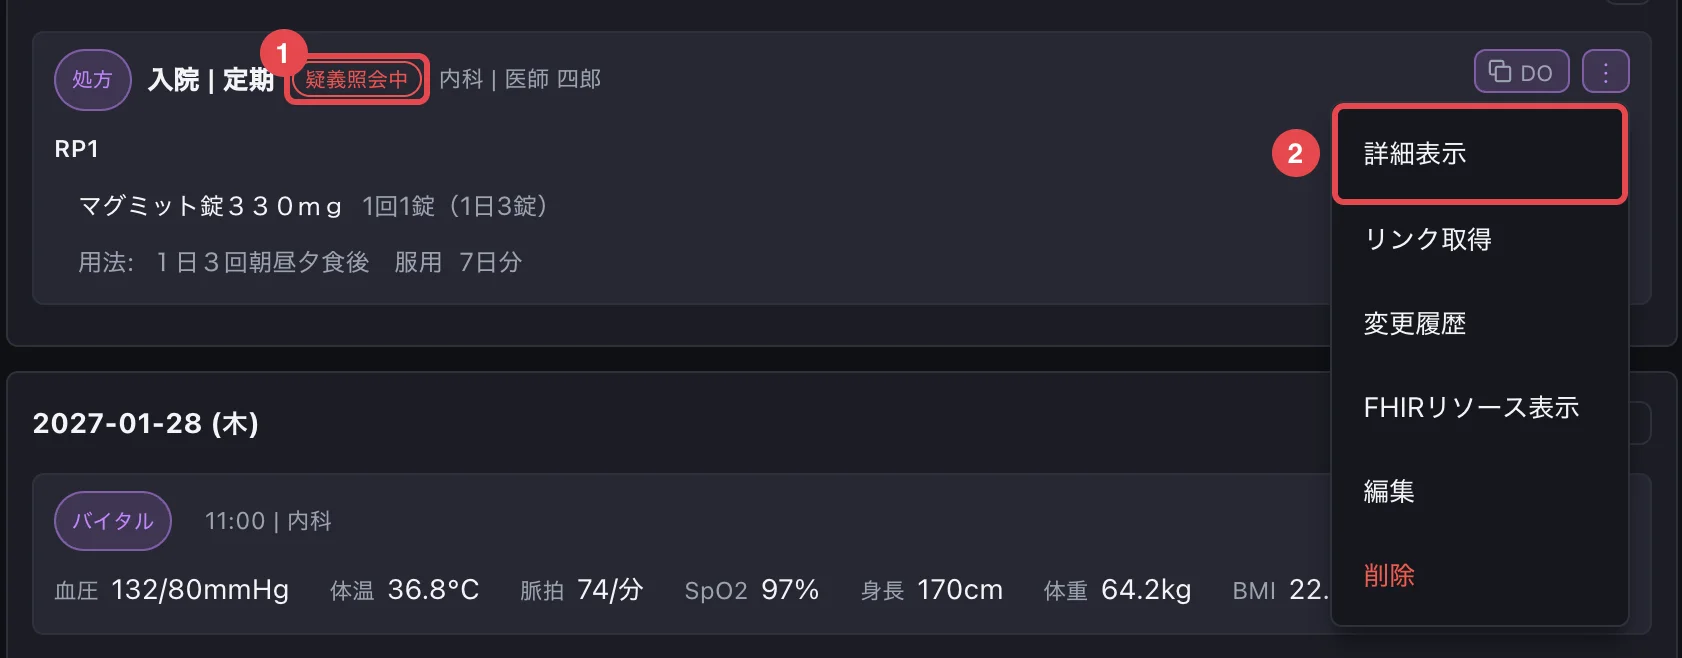 処方 入院 | 定期 1 疑義照会中 内科 | 医師 四郎 DO
RP1
2 詳細表示
マグミット錠３３０ｍｇ 1回1錠（1日3錠）
リンク取得
用法: １日３回朝昼夕食後 服用 7日分
変更履歴
FHIRリソース表示
2027-01-28 (木)
編集
バイタル 11:00 | 内科
削除
血圧 132/80mmHg 体温 36.8°C 脈拍 74/分 SpO2 97% 身長 170cm 体重 64.2kg BMI 22.